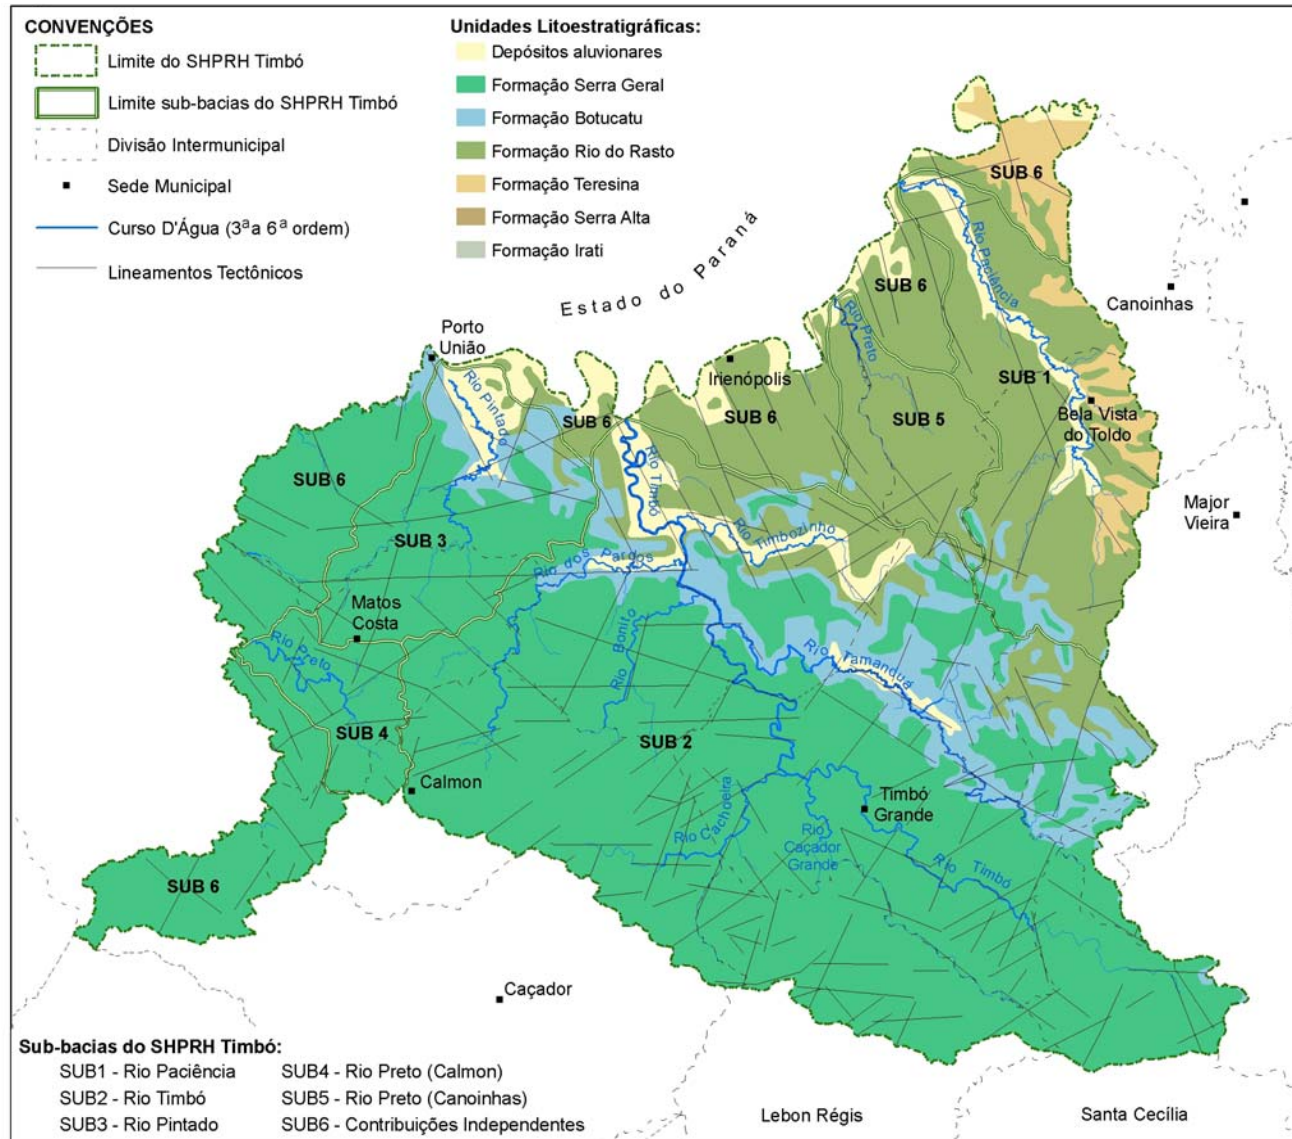 CONVENÇÕES
Limite do SHPRH Timbó
Limite sub-bacias do SHPRH Timbó
Divisão Intermunicipal
Sede Municipal
Curso D'Água (3ªa 6ª ordem)
Lineamentos Tectônicos
Unidades Litoestratigráficas:
Depósitos aluvionares
Formação Serra Geral
Formação Botucatu
Formação Rio do Rasto
Formação Teresina
Formação Serra Alta
Formação Irati
Estado do Paraná
SUB 6
Rio Paciância
Canoinhas
SUB 6
Rio Preto
Porto
União
Irienópolis
SUB 1
Rio Pintado
SUB 6
SUB 6
SUB 5
Bela Vista
do Toldo
SUB 6
Rio Timbó
Major
Vieira
SUB 3
Rio Timbozinho
Rio dos Pardos
Matos
Costa
Rio Bonito
Rio Preto
Rio Tamanduá
SUB 4
SUB 2
Calmon
Rio Cachoeira
Timbó
Grande
Rio
Caçador
Grande
Rio Timbó
SUB 6
Caçador
Lebon Régis
Santa Cecília
Sub-bacias do SHPRH Timbó:
SUB1 - Rio Paciência
SUB2 - Rio Timbó
SUB3 - Rio Pintado
SUB4 - Rio Preto (Calmon)
SUB5 - Rio Preto (Canoinhas)
SUB6 - Contribuições Independentes